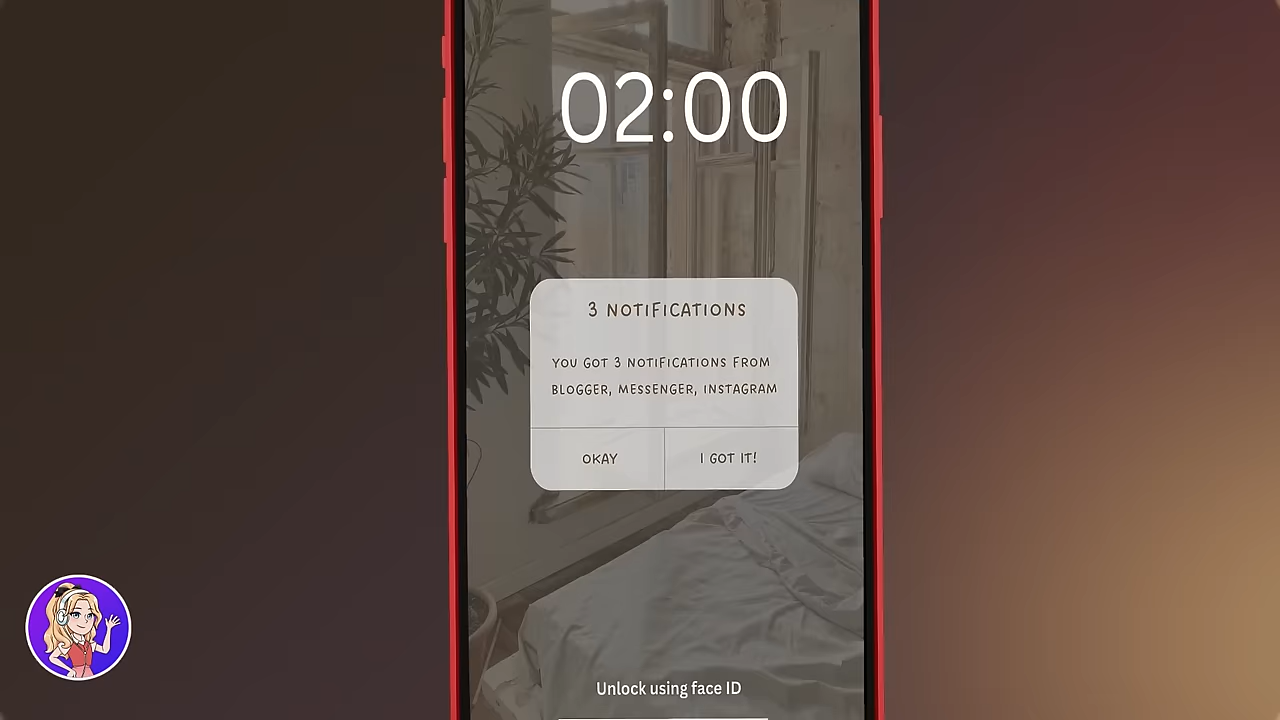 02:00
3 NOTIFICATIONS
YOU GOT 3 NOTIFICATIONS FROM
BLOGGER, MESSENGER, INSTAGRAM
OKAY
I GOT IT!
Unlock using face ID